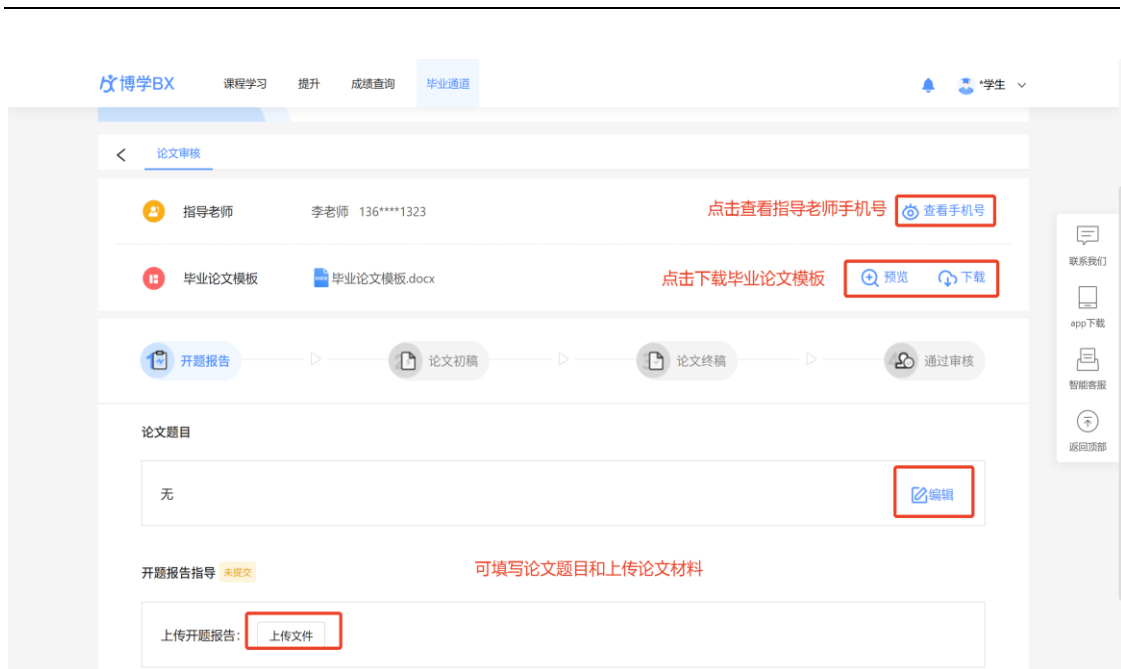 博学BX 课程学习 提升 成绩查询 毕业通道 *学生
论文审核
指导老师 李老师 136****1323 点击查看指导老师手机号 查看手机号
毕业论文模板 毕业论文模板.docx 点击下载毕业论文模板 预览 下载
联系我们
app下载
智能客服
返回顶部
开题报告 论文初稿 论文终稿 通过审核
论文题目
无 编辑
开题报告指导 未提交 可填写论文题目和上传论文材料
上传开题报告: 上传文件